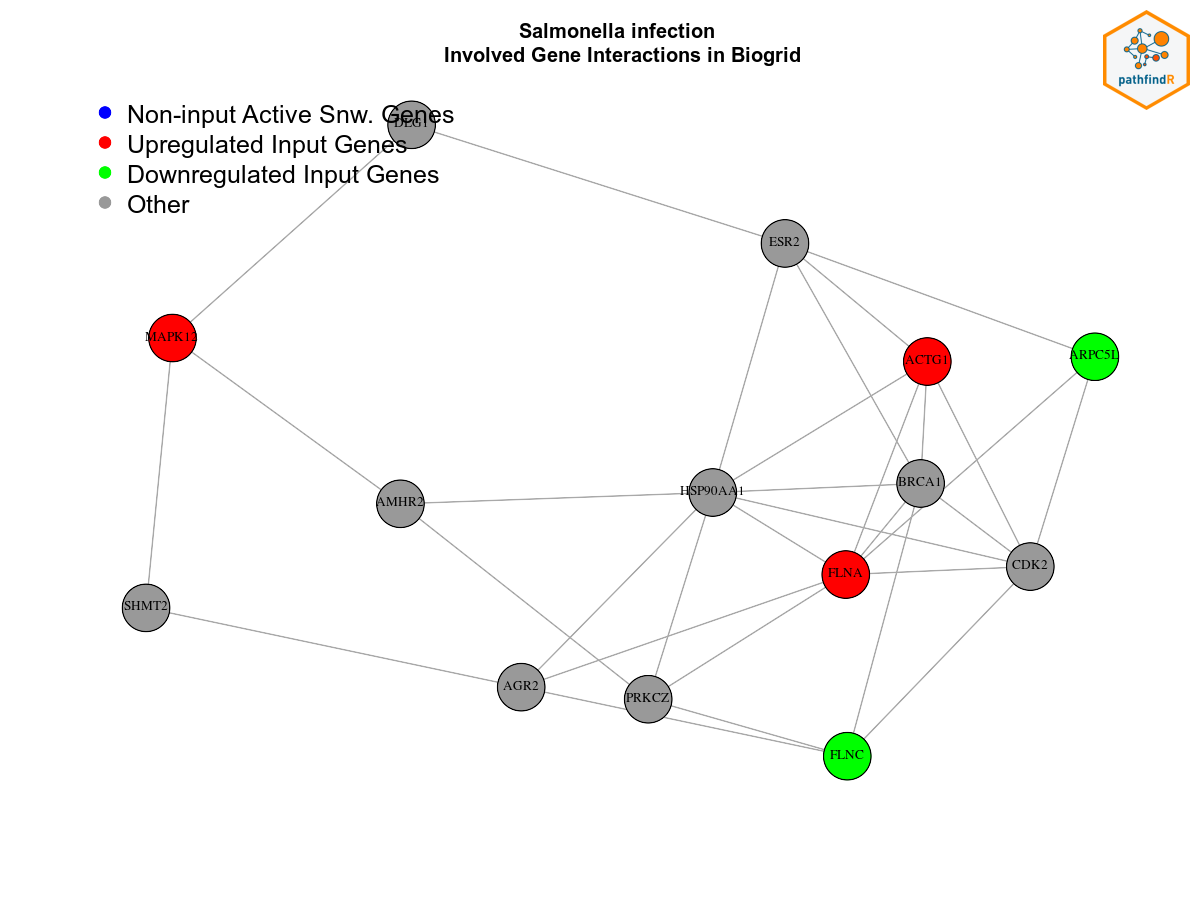 Salmonella infection
Involved Gene Interactions in Biogrid
pathfindR
Non-input Active Snw. Genes
Upregulated Input Genes
Downregulated Input Genes
Other
ESR2
MAPK12
ACTG1
ARPC5L
AMHR2
HSP90AA1
BRCA1
FLNA
CDK2
SHMT2
AGR2
PRKCZ
FLNC